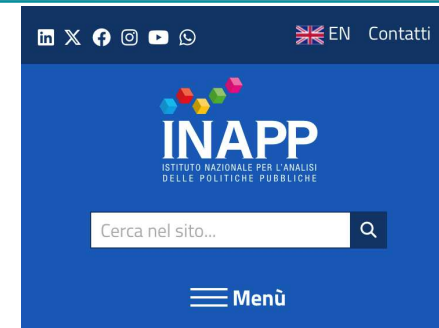 EN Contatti
INAPP
ISTITUTO NAZIONALE PER L'ANALISI
DELLE POLITICHE PUBBLICHE
Cerca nel sito...
Menù